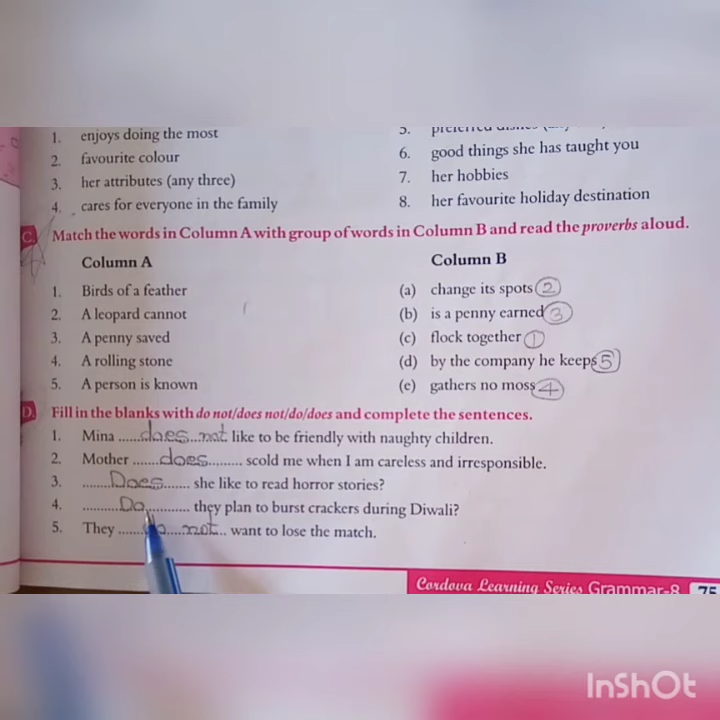 1. enjoys doing the most
2. favourite colour
3. her attributes (any three)
4. cares for everyone in the family
5. preferred
6. good things she has taught you
7. her hobbies
8. her favourite holiday destination
C. Match the words in Column A with group of words in Column B and read the proverbs aloud.
Column A Column B
1. Birds of a feather (a) change its spots 2
2. A leopard cannot (b) is a penny earned 3
3. A penny saved (c) flock together 1
4. A rolling stone (d) by the company he keeps 5
5. A person is known (e) gathers no moss 4
D. Fill in the blanks with do not/does not/do/does and complete the sentences.
1. Mina ......does...not like to be friendly with naughty children.
2. Mother .......does......... scold me when I am careless and irresponsible.
3. ........Does....... she like to read horror stories?
4. ...........Do............ they plan to burst crackers during Diwali?
5. They ......do....not.. want to lose the match.
Cordova Learning Series Grammar-8 75
InShOt